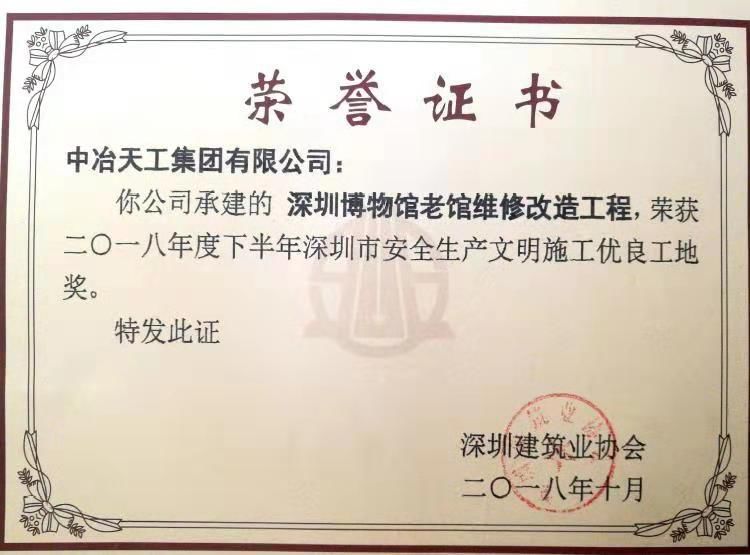 荣誉证书
中冶天工集团有限公司：
你公司承建的 深圳博物馆老馆维修改造工程，荣获
二〇一八年度下半年深圳市安全生产文明施工优良工地
奖。
特发此证
深圳建筑业协会
二〇一八年十月